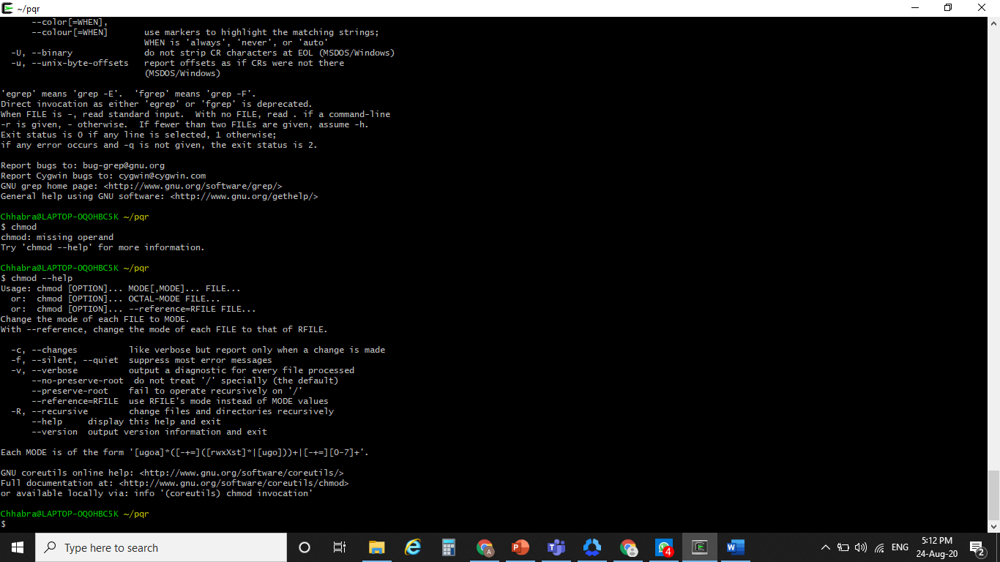 ~/pqr
--color[=WHEN],
--colour[=WHEN] use markers to highlight the matching strings;
WHEN is 'always', 'never', or 'auto'
-U, --binary do not strip CR characters at EOL (MSDOS/Windows)
-u, --unix-byte-offsets report offsets as if CRs were not there
(MSDOS/Windows)
'egrep' means 'grep -E'. 'fgrep' means 'grep -F'.
Direct invocation as either 'egrep' or 'fgrep' is deprecated.
When FILE is -, read standard input. With no FILE, read . if a command-line
-r is given, - otherwise. If fewer than two FILEs are given, assume -h.
Exit status is 0 if any line is selected, 1 otherwise;
if any error occurs and -q is not given, the exit status is 2.
Report bugs to: bug-grep@gnu.org
Report Cygwin bugs to: cygwin@cygwin.com
GNU grep home page: <http://www.gnu.org/software/grep/>
General help using GNU software: <http://www.gnu.org/gethelp/>
Chhabra@LAPTOP-OQOHBC5K ~/pqr
$ chmod
chmod: missing operand
Try 'chmod --help' for more information.
Chhabra@LAPTOP-OQOHBC5K ~/pqr
$ chmod --help
Usage: chmod [OPTION]... MODE[,MODE]... FILE...
or: chmod [OPTION]... OCTAL-MODE FILE...
or: chmod [OPTION]... --reference=RFILE FILE...
Change the mode of each FILE to MODE.
With --reference, change the mode of each FILE to that of RFILE.
-c, --changes like verbose but report only when a change is made
-f, --silent, --quiet suppress most error messages
-v, --verbose output a diagnostic for every file processed
--no-preserve-root do not treat '/' specially (the default)
--preserve-root fail to operate recursively on '/'
--reference=RFILE use RFILE's mode instead of MODE values
-R, --recursive change files and directories recursively
--help display this help and exit
--version output version information and exit
Each MODE is of the form '[ugoa]*([-+=]([rwxXst]*|[ugo]))+|[-+=][0-7]+'.
GNU coreutils online help: <http://www.gnu.org/software/coreutils/>
Full documentation at: <http://www.gnu.org/software/coreutils/chmod>
or available locally via: info '(coreutils) chmod invocation'
Chhabra@LAPTOP-OQOHBC5K ~/pqr
$
Type here to search
A
4
ENG
5:12 PM
24-Aug-20
2